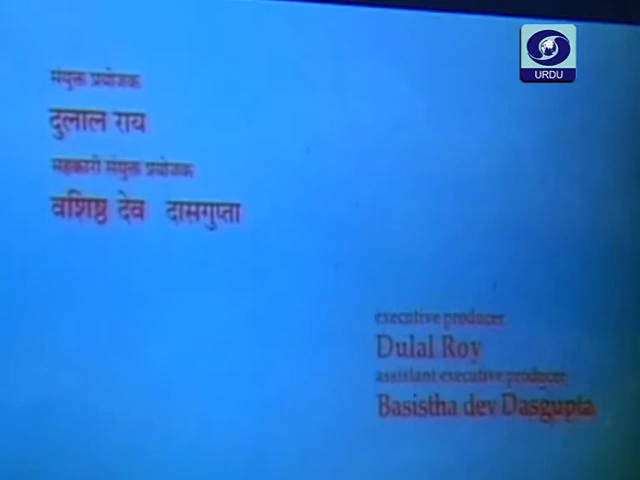 संयुक्त प्रयोजक
दुलाल राय
सहकारी संयुक्त प्रयोजक
वशिष्ठ देव दासगुप्ता
executive producer
Dulal Roy
assistant executive producer
Basistha dev Dasgupta
URDU